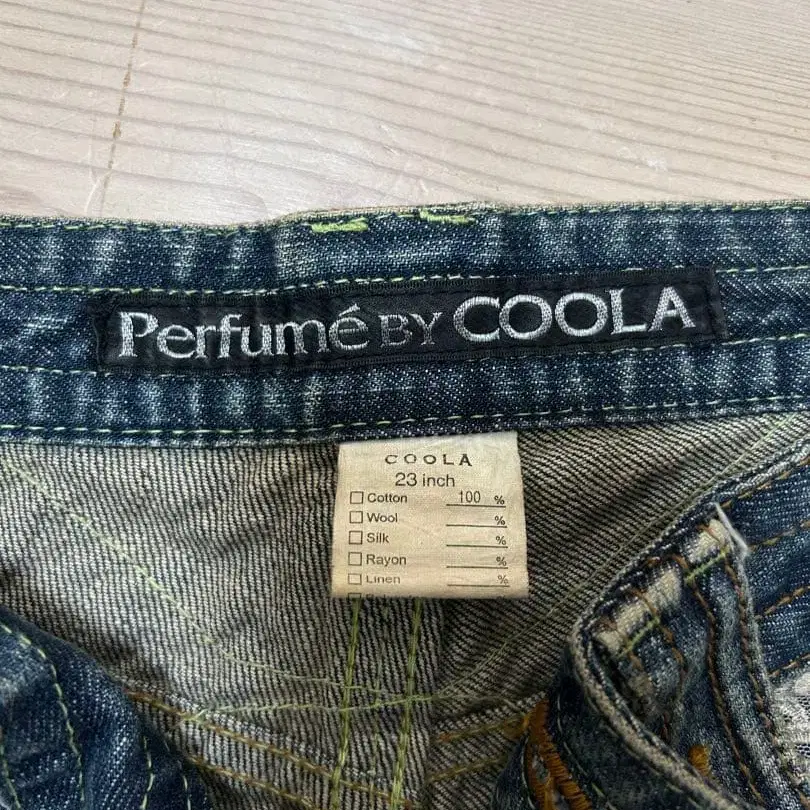 Perfumé BY COOLA
COOLA
23 inch
☐ Cotton 100 %
☐ Wool %
☐ Silk %
☐ Rayon %
☐ Linen %